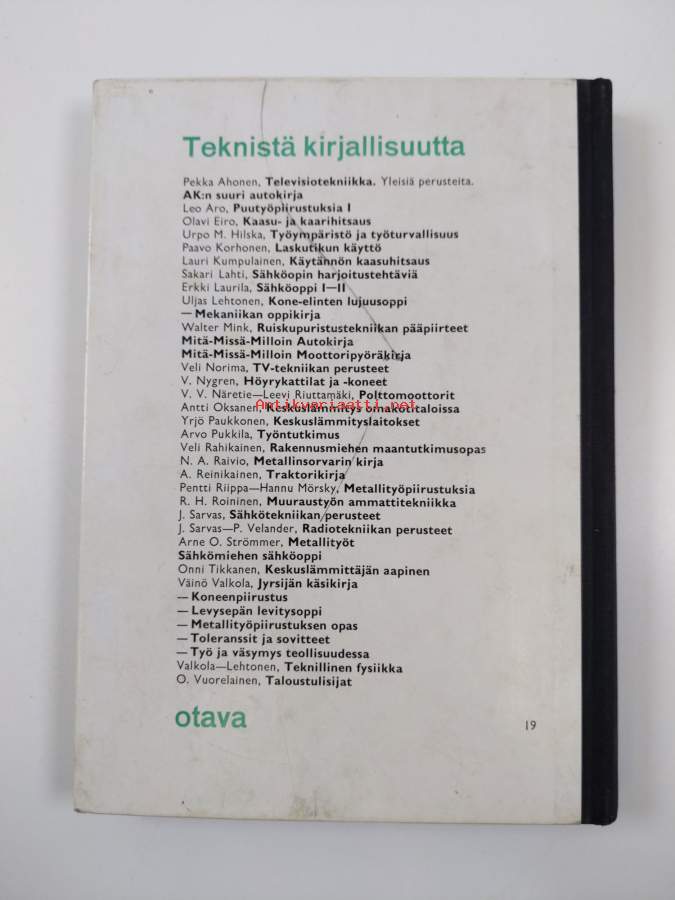 Teknistä kirjallisuutta
Pekka Ahonen, Televisiotekniikka. Yleisiä perusteita.
AK:n suuri autokirja
Leo Aro, Puutyöpiirustuksia I
Olavi Eiro, Kaasu- ja kaarihitsaus
Urpo M. Hilska, Työympäristö ja työturvallisuus
Paavo Korhonen, Laskutikun käyttö
Lauri Kumpulainen, Käytännön kaasuhitsaus
Sakari Lahti, Sähköopin harjoitustehtäviä
Erkki Laurila, Sähköoppi I—II
Uljas Lehtonen, Kone-elinten lujuusoppi
— Mekaniikan oppikirja
Walter Mink, Ruiskupuristustekniikan pääpiirteet
Mitä-Missä-Milloin Autokirja
Mitä-Missä-Milloin Moottoripyöräkirja
Veli Norima, TV-tekniikan perusteet
V. Nygren, Höyrykattilat ja -koneet
V. V. Näretie—Leevi Riuttamäki, Polttomoottorit
Antikvariaatti.net
Antti Oksanen, Keskuslämmitys omakotitaloissa
Yrjö Paukkonen, Keskuslämmityslaitokset
Arvo Pukkila, Työntutkimus
Veli Rahikainen, Rakennusmiehen maantutkimusopas
N. A. Raivio, Metallinsorvarin kirja
A. Reinikainen, Traktorikirja
Pentti Riippa—Hannu Mörsky, Metallityöpiirustuksia
R. H. Roininen, Muuraustyön ammattitekniikka
J. Sarvas, Sähkötekniikan perusteet
J. Sarvas—P. Velander, Radiotekniikan perusteet
Arne O. Strömmer, Metallityöt
Sähkömiehen sähköoppi
Onni Tikkanen, Keskuslämmittäjän aapinen
Väinö Valkola, Jyrsijän käsikirja
— Koneenpiirustus
— Levysepän levitysoppi
— Metallityöpiirustuksen opas
— Toleranssit ja sovitteet
— Työ ja väsymys teollisuudessa
Valkola—Lehtonen, Teknillinen fysiikka
O. Vuorelainen, Taloustulisijat
otava
19